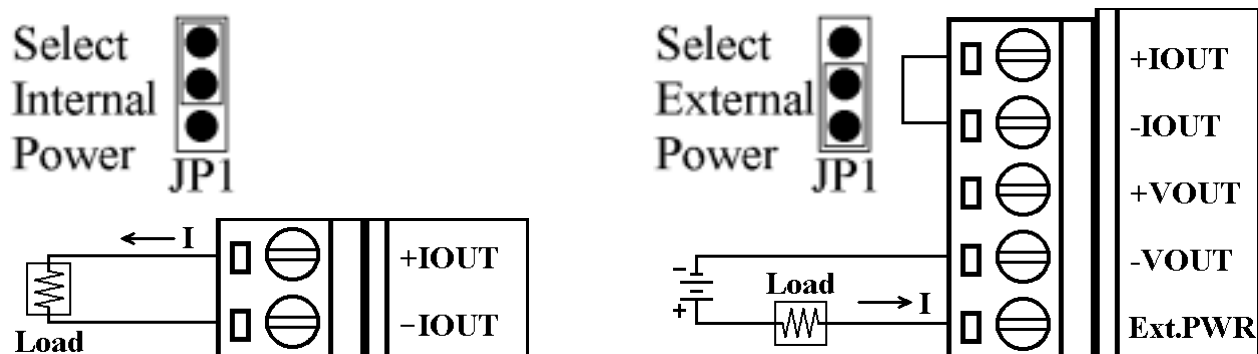 Select
Internal
Power
JP1
I
+IOUT
-IOUT
Load
Select
External
Power
JP1
+IOUT
-IOUT
+VOUT
-VOUT
Ext.PWR
-
+
Load
I